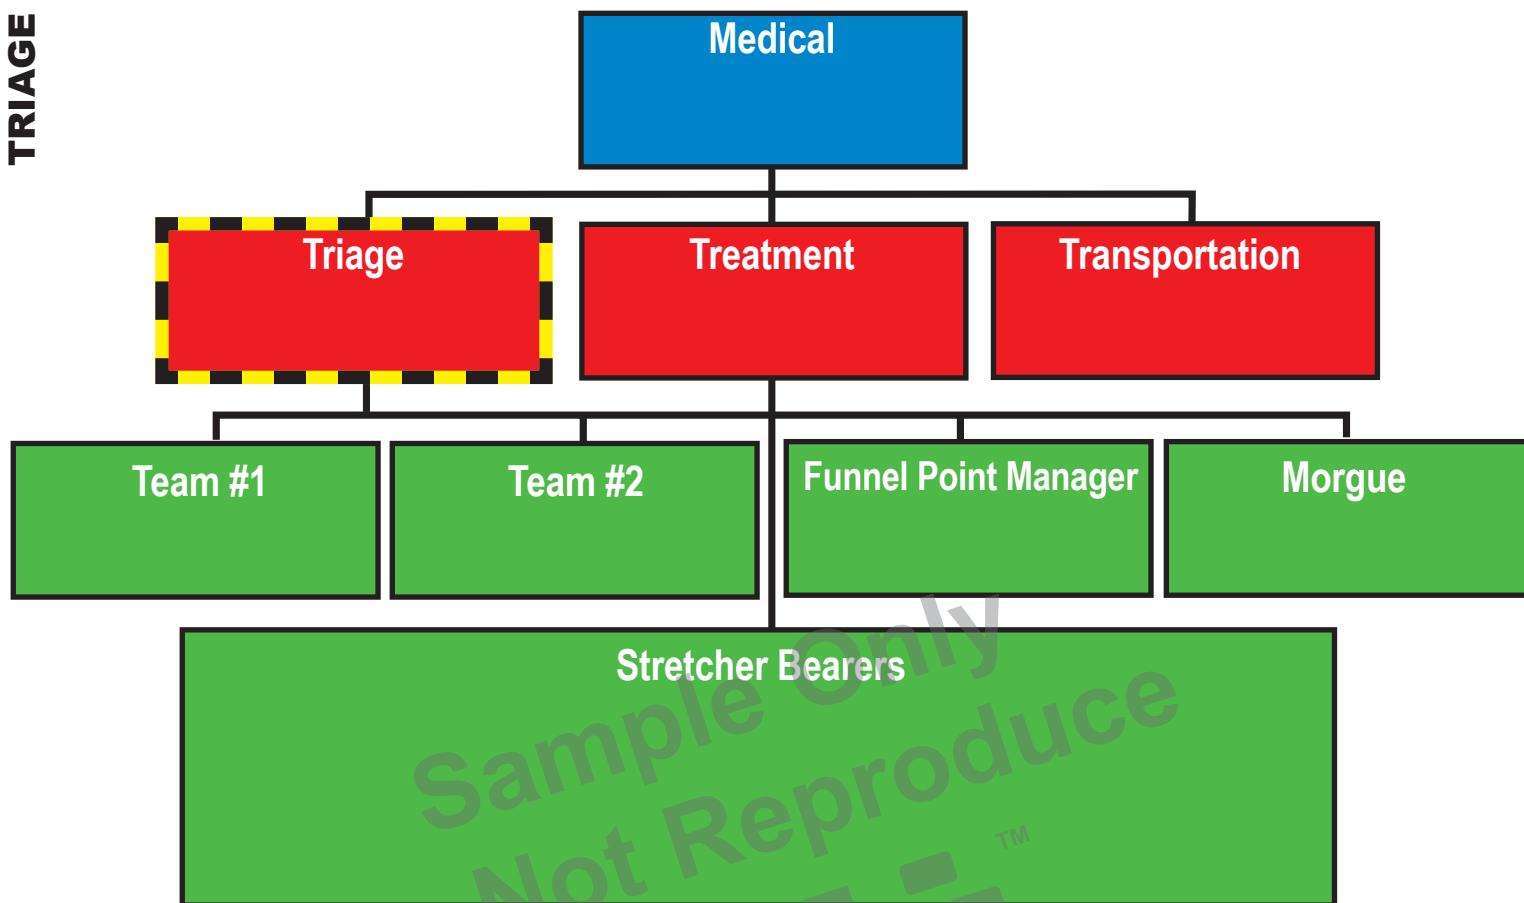 TRIAGE
Medical
Triage
Treatment
Transportation
Team #1
Team #2
Funnel Point Manager
Morgue
Stretcher Bearers
Sample Only
Not Reproduce
TM